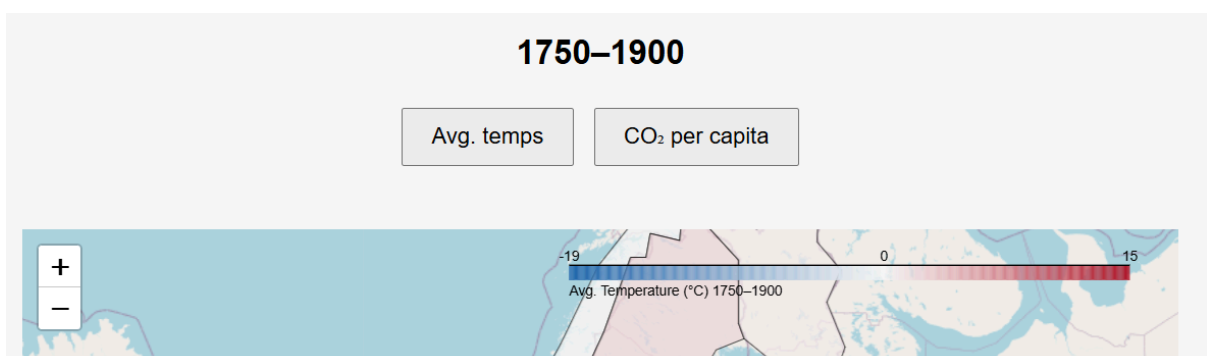 1750–1900
Avg. temps
CO₂ per capita
+
−
-19 0 15
Avg. Temperature (°C) 1750–1900